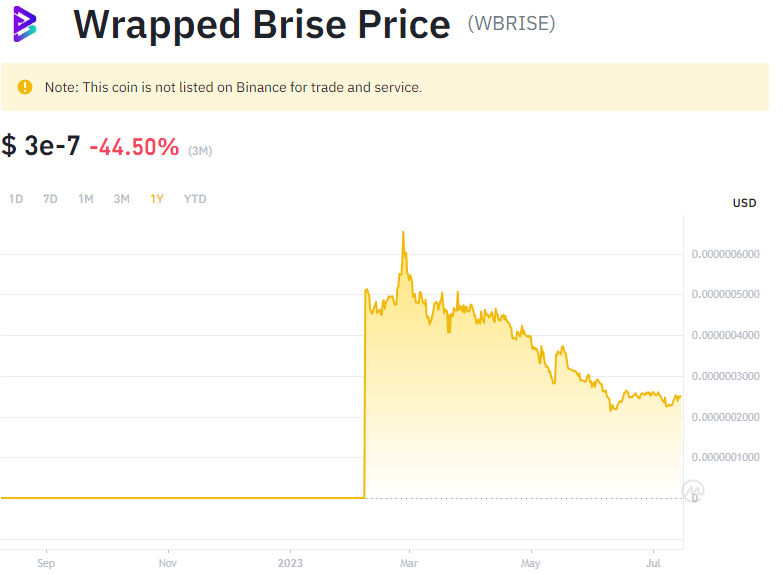 Wrapped Brise Price (WBRISE)
Note: This coin is not listed on Binance for trade and service.
$ 3e-7 -44.50% (3M)
1D 7D 1M 3M 1Y YTD
USD
0.0000006000
0.0000005000
0.0000004000
0.0000003000
0.0000002000
0.0000001000
0
Sep Nov 2023 Mar May Jul